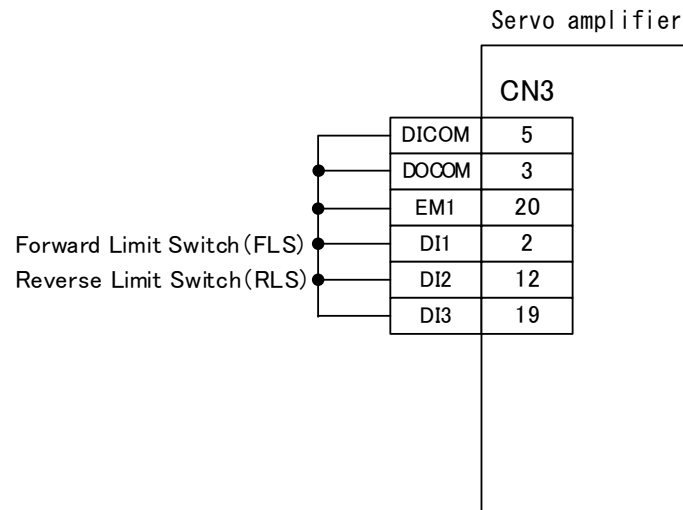 Servo amplifier
CN3
DICOM 5
DOCOM 3
EM1 20
Forward Limit Switch(FLS) DI1 2
Reverse Limit Switch(RLS) DI2 12
DI3 19